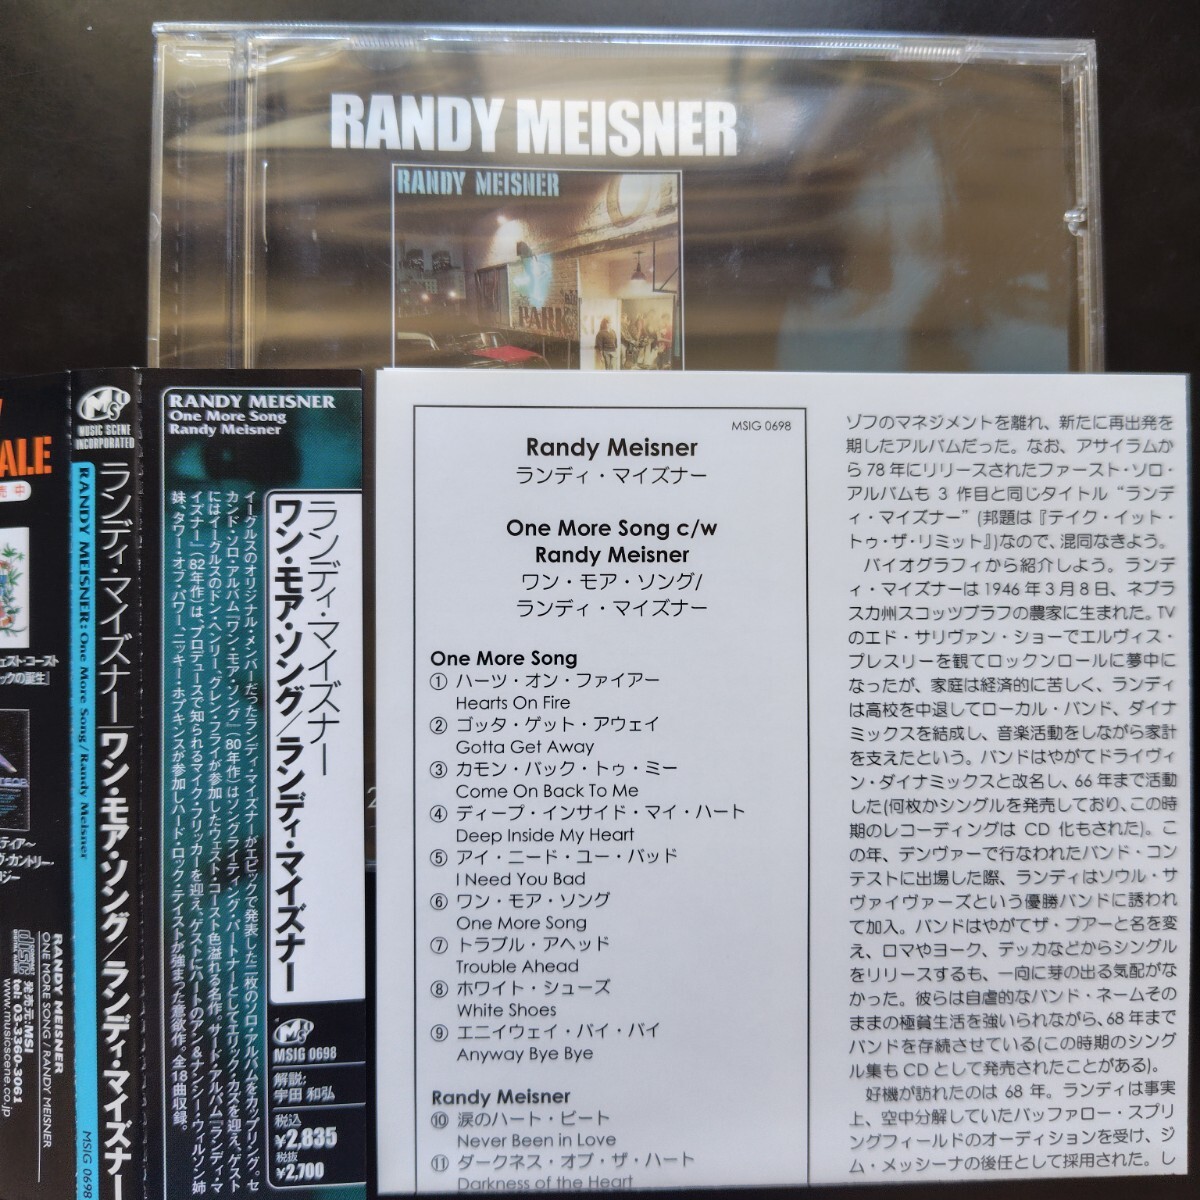 RANDY MEISNER
RANDY MEISNER
PARK
ALE
MUSIC SCENE
INCORPORATED
ランディ・マイズナー|ワン・モア・ソング/ランディ・マイズナー
RANDY MEISNER: One More Song/Randy Meisner
MSIG 0698
RANDY MEISNER
ONE MORE SONG / RANDY MEISNER
発売元:MSI
tel: 03-3360-3061
www.musicscene.co.jp
RANDY MEISNER
One More Song
Randy Meisner
ランディ・マイズナー
ワン・モア・ソング/ランディ・マイズナー
イーグルスのオリジナル・メンバーだったランディ・マイズナーがエピックで発表した二枚のソロ・アルバムをカップリング。セ
カンド・ソロ・アルバム『ワン・モア・ソング』(80年作)はソングライティング・パートナーとしてエリック・カズを迎え、ゲスト
にはイーグルスのドン・ヘンリー、グレン・フライが参加したウェスト・コースト色溢れる名作。サード・アルバム『ランディ・マ
イズナー』(82年作)は、プロデュースで知られるマイク・フリッカーを迎え、ゲストにハートのアン&ナンシー・ウィルソン姉
妹、タワー・オブ・パワー、ニッキー・ホプキンスが参加しハード・ロック・テイストが強まった意欲作。全18曲収録。
MSIG 0698
解説:
宇田 和弘
税込
¥2,835
税抜
¥2,700
MSIG 0698
Randy Meisner
ランディ・マイズナー
One More Song c/w
Randy Meisner
ワン・モア・ソング/
ランディ・マイズナー
One More Song
① ハーツ・オン・ファイアー
Hearts On Fire
② ゴッタ・ゲット・アウェイ
Gotta Get Away
③ カモン・バック・トゥ・ミー
Come On Back To Me
④ ディープ・インサイド・マイ・ハート
Deep Inside My Heart
⑤ アイ・ニード・ユー・バッド
I Need You Bad
⑥ ワン・モア・ソング
One More Song
⑦ トラブル・アヘッド
Trouble Ahead
⑧ ホワイト・シューズ
White Shoes
⑨ エニイウェイ・バイ・バイ
Anyway Bye Bye
Randy Meisner
⑩ 涙のハート・ビート
Never Been in Love
⑪ ダークネス・オブ・ザ・ハート
Darkness of the Heart
ゾフのマネジメントを離れ、新たに再出発を
期したアルバムだった。なお、アサイラムか
ら78年にリリースされたファースト・ソロ・
アルバムも3作目と同じタイトル“ランデ
ィ・マイズナー”(邦題は『テイク・イット・
トゥ・ザ・リミット』)なので、混同なきよう。
バイオグラフィから紹介しよう。ランデ
ィ・マイズナーは1946年3月8日、ネブラ
スカ州スコッツブラフの農家に生まれた。TV
のエド・サリヴァン・ショーでエルヴィス・
プレスリーを観てロックンロールに夢中に
なったが、家庭は経済的に苦しく、ランディ
は高校を中退してローカル・バンド、ダイナ
ミックスを結成し、音楽活動をしながら家計
を支えたという。バンドはやがてドライヴィ
ン・ダイナミックスと改名し、66年まで活動
した(何枚かシングルを発売しており、この時
期のレコーディングは CD 化もされた)。こ
の年、デンヴァーで行なわれたバンド・コン
テストに出場した際、ランディはソウル・サ
ヴァイヴァーズという優勝バンドに誘われ
て加入。バンドはやがてザ・プアーと名を変
え、ロマやヨーク、デッカなどからシングル
をリリースするも、一向に芽の出る気配がな
かった。彼らは自虐的なバンド・ネームその
ままの極貧生活を強いられながら、68年まで
バンドを存続させている(この時期のシング
ル集もCDとして発売されたことがある)。
好機が訪れたのは 68 年。ランディは事実
上、空中分解していたバッファロー・スプリ
ングフィールドのオーディションを受け、ジ
ム・メッシーナの後任として採用された。し